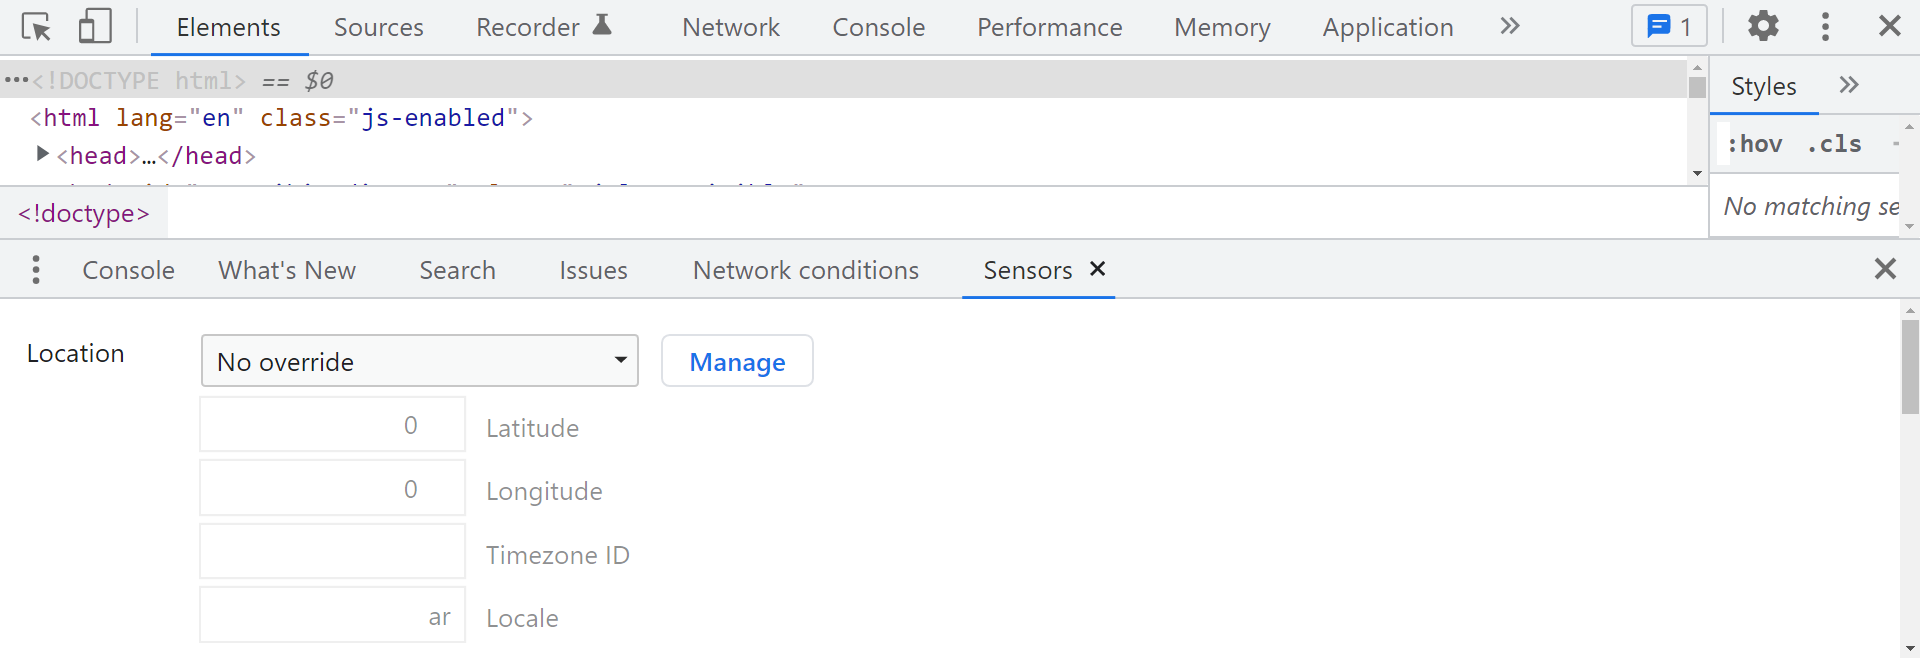 Elements Sources Recorder Network Console Performance Memory Application 1
<!DOCTYPE html> == $0
<html lang="en" class="js-enabled">
<head>…</head>
<!doctype>
Styles
:hov .cls
No matching se
Console What's New Search Issues Network conditions Sensors
Location No override Manage
0 Latitude
0 Longitude
Timezone ID
ar Locale